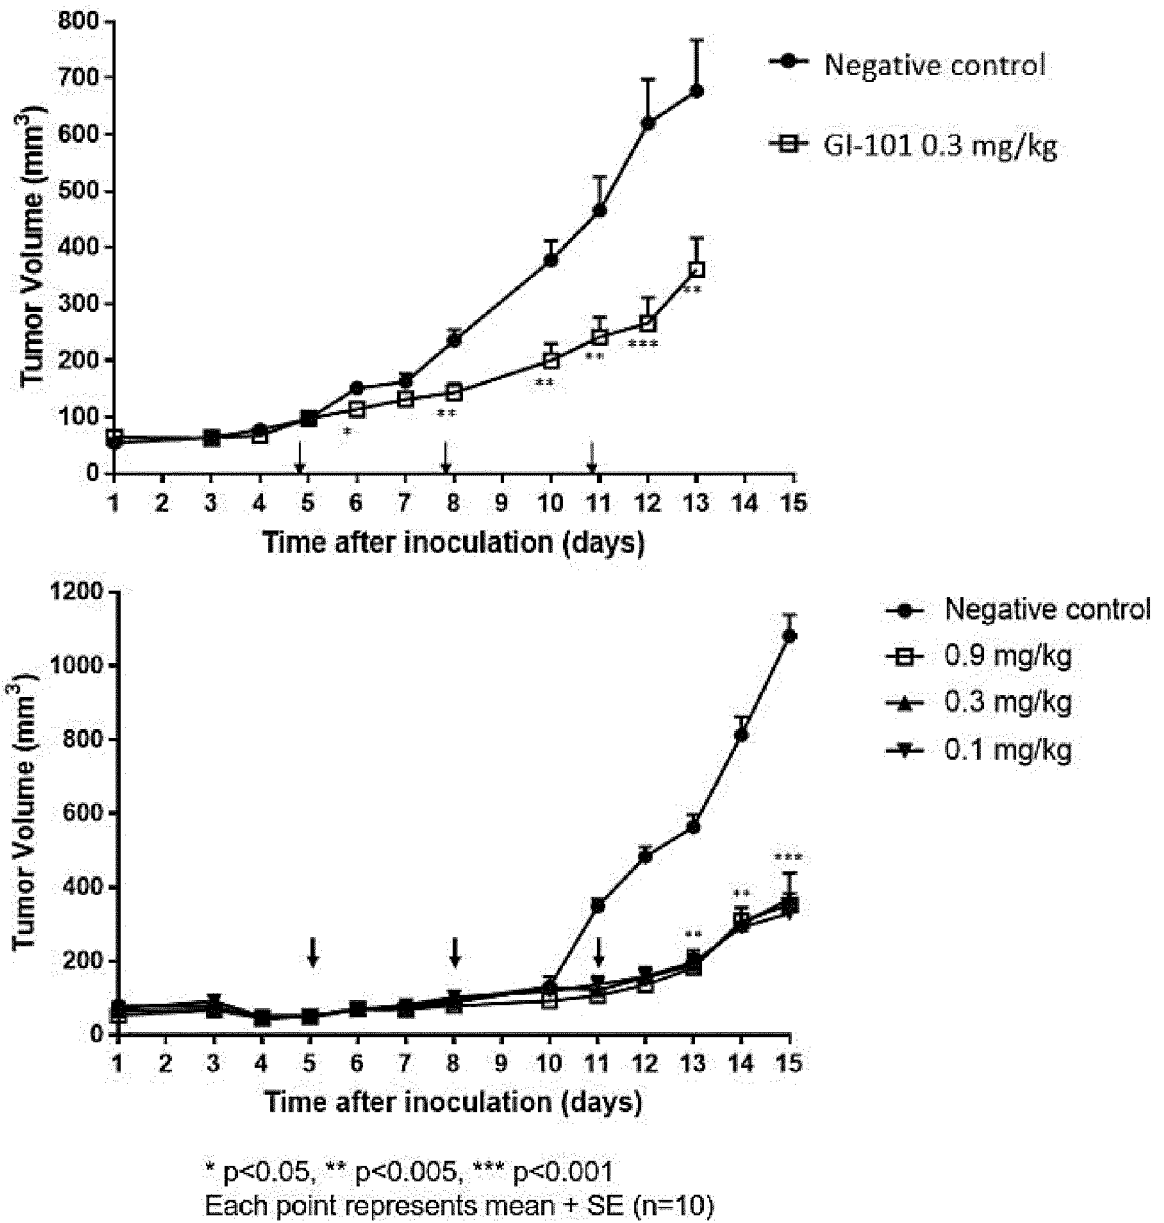 800
700
600
500
400
300
200
100
0
Tumor Volume (mm³)
Negative control
GI-101 0.3 mg/kg
*
**
**
**
***
**
1 2 3 4 5 6 7 8 9 10 11 12 13 14 15
Time after inoculation (days)
1200
1000
800
600
400
200
0
Tumor Volume (mm³)
Negative control
0.9 mg/kg
0.3 mg/kg
0.1 mg/kg
**
**
***
1 2 3 4 5 6 7 8 9 10 11 12 13 14 15
Time after inoculation (days)
* p<0.05, ** p<0.005, *** p<0.001
Each point represents mean + SE (n=10)